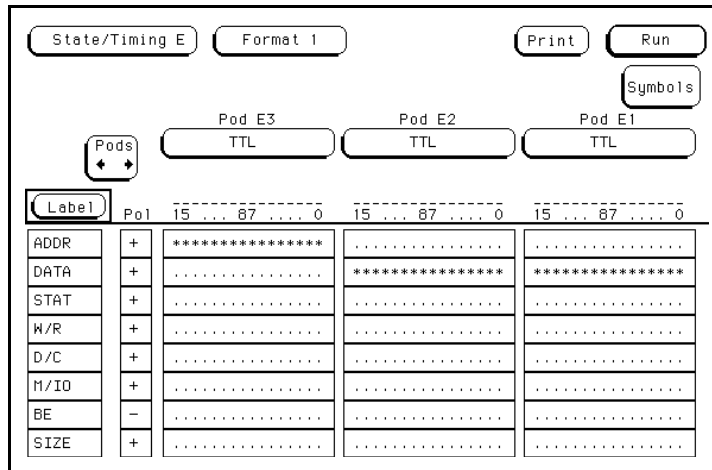 State/Timing E Format 1 Print Run
Symbols
Pod E3 Pod E2 Pod E1
Pods TTL TTL TTL
Label Pol 15 ... 87 .... 0 15 ... 87 .... 0 15 ... 87 .... 0
ADDR + **************** ................ ................
DATA + ................ **************** ****************
STAT + ................ ................ ................
W/R + ................ ................ ................
D/C + ................ ................ ................
M/IO + ................ ................ ................
BE - ................ ................ ................
SIZE + ................ ................ ................